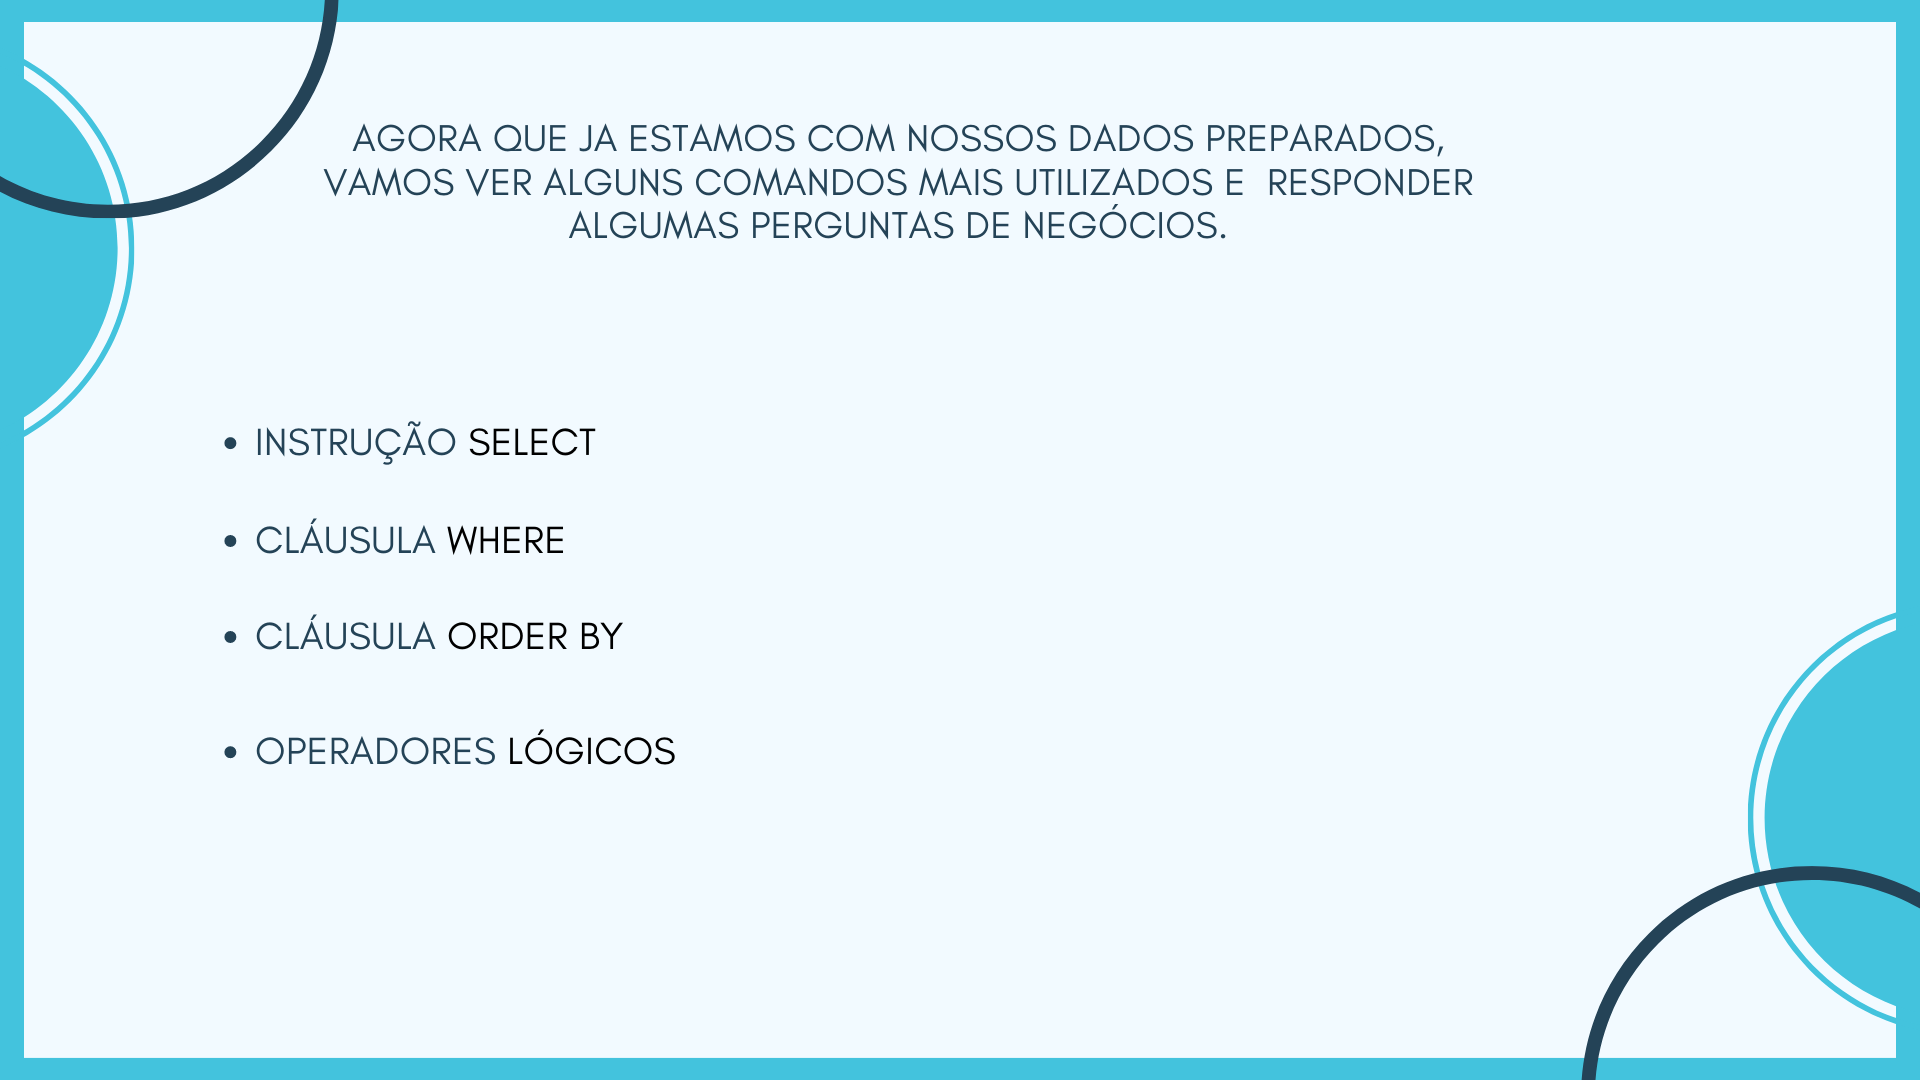 AGORA QUE JA ESTAMOS COM NOSSOS DADOS PREPARADOS,
VAMOS VER ALGUNS COMANDOS MAIS UTILIZADOS E  RESPONDER
ALGUMAS PERGUNTAS DE NEGÓCIOS.
• INSTRUÇÃO SELECT
• CLÁUSULA WHERE
• CLÁUSULA ORDER BY
• OPERADORES LÓGICOS